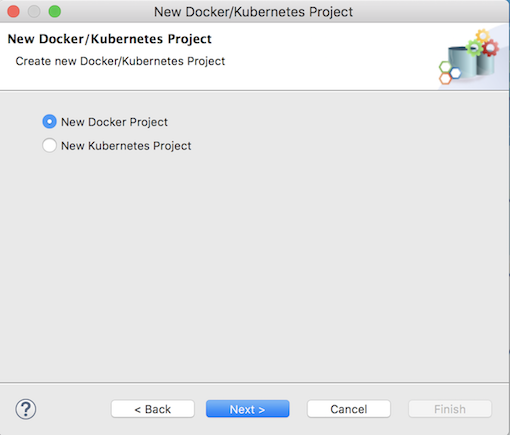 New Docker/Kubernetes Project
New Docker/Kubernetes Project
Create new Docker/Kubernetes Project
New Docker Project
New Kubernetes Project
?
< Back Next > Cancel Finish